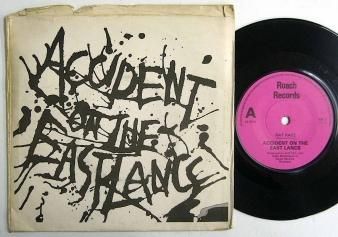 ACCIDENT
ON THE
EAST LANCS
Roach
Records
A
RAT RACE
ACCIDENT ON THE
EAST LANCS